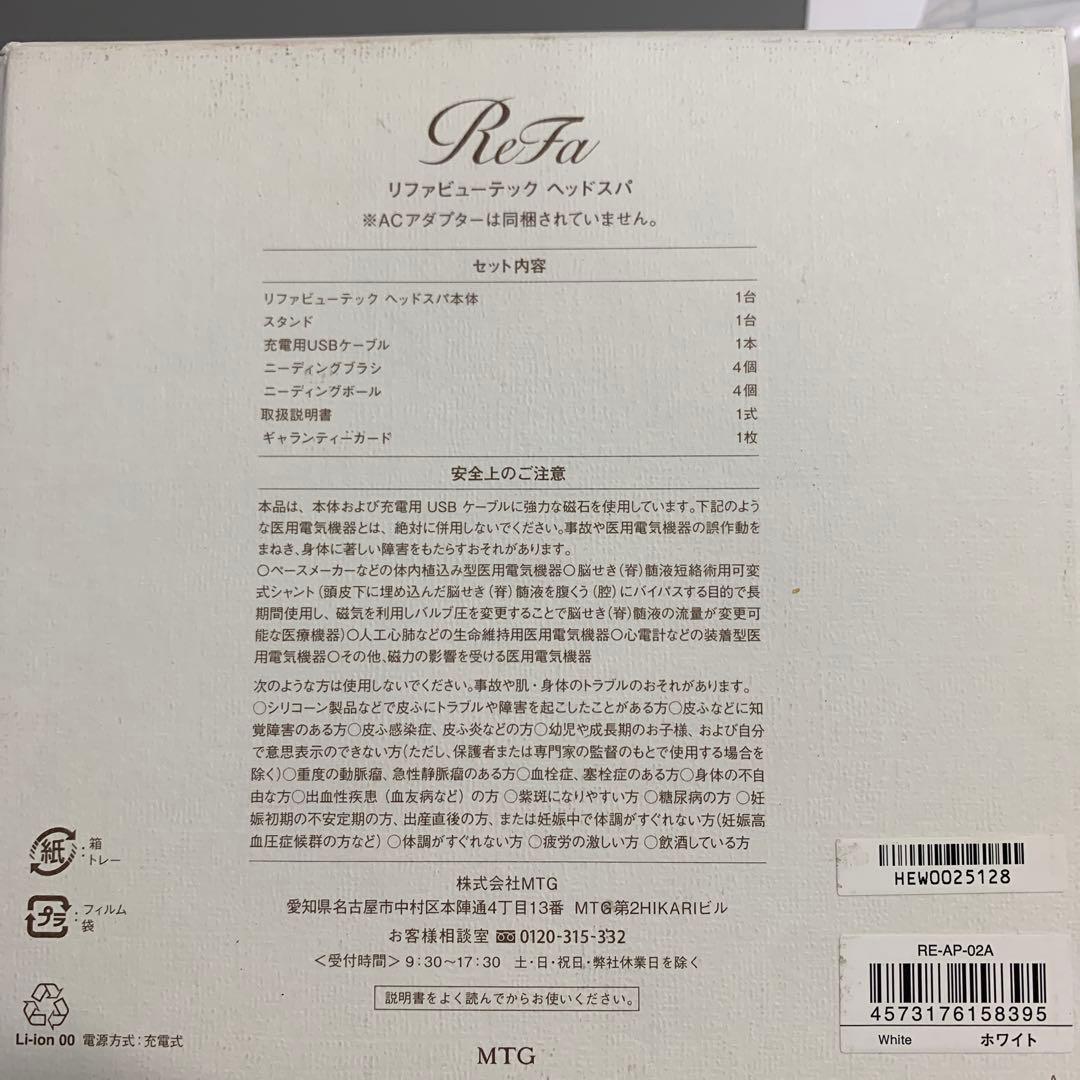 ReFa
リファビューテック ヘッドスパ
※ACアダプターは同梱されていません。
セット内容
リファビューテック ヘッドスパ本体 1台
スタンド 1台
充電用USBケーブル 1本
ニーディングブラシ 4個
ニーディングボール 4個
取扱説明書 1式
ギャランティーカード 1枚
安全上のご注意
本品は、本体および充電用 USB ケーブルに強力な磁石を使用しています。下記のよう
な医用電気機器とは、絶対に併用しないでください。事故や医用電気機器の誤作動を
まねき、身体に著しい障害をもたらすおそれがあります。
○ペースメーカーなどの体内植込み型医用電気機器○脳せき(脊)髄液短絡術用可変
式シャント(頭皮下に埋め込んだ脳せき(脊)髄液を腹くう(腔)にバイパスする目的で長
期間使用し、磁気を利用しバルブ圧を変更することで脳せき(脊)髄液の流量が変更可
能な医療機器)○人工心肺などの生命維持用医用電気機器○心電計などの装着型医
用電気機器○その他、磁力の影響を受ける医用電気機器
次のような方は使用しないでください。事故や肌・身体のトラブルのおそれがあります。
○シリコーン製品などで皮ふにトラブルや障害を起こしたことがある方○皮ふなどに知
覚障害のある方○皮ふ感染症、皮ふ炎などの方○幼児や成長期のお子様、および自分
で意思表示のできない方(ただし、保護者または専門家の監督のもとで使用する場合を
除く)○重度の動脈瘤、急性静脈瘤のある方○血栓症、塞栓症のある方○身体の不自
由な方○出血性疾患(血友病など)の方○紫斑になりやすい方○糖尿病の方○妊
娠初期の不安定期の方、出産直後の方、または妊娠中で体調がすぐれない方(妊娠高
血圧症候群の方など)○体調がすぐれない方○疲労の激しい方○飲酒している方
株式会社MTG
愛知県名古屋市中村区本陣通4丁目13番 MTG第2HIKARIビル
お客様相談室 0120-315-332
<受付時間> 9:30〜17:30 土・日・祝日・弊社休業日を除く
説明書をよく読んでからお使いください。
MTG
紙 : 箱
トレー
プラ : フィルム
袋
Li-ion 00 電源方式:充電式
HEW0025128
RE-AP-02A
4573176158395
White ホワイト